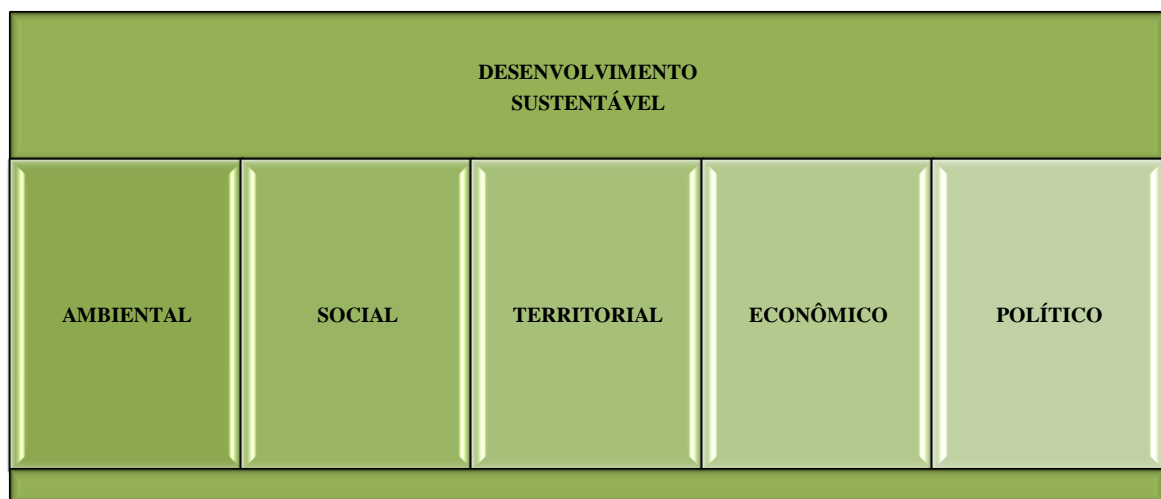 DESENVOLVIMENTO
SUSTENTÁVEL
AMBIENTAL
SOCIAL
TERRITORIAL
ECONÔMICO
POLÍTICO